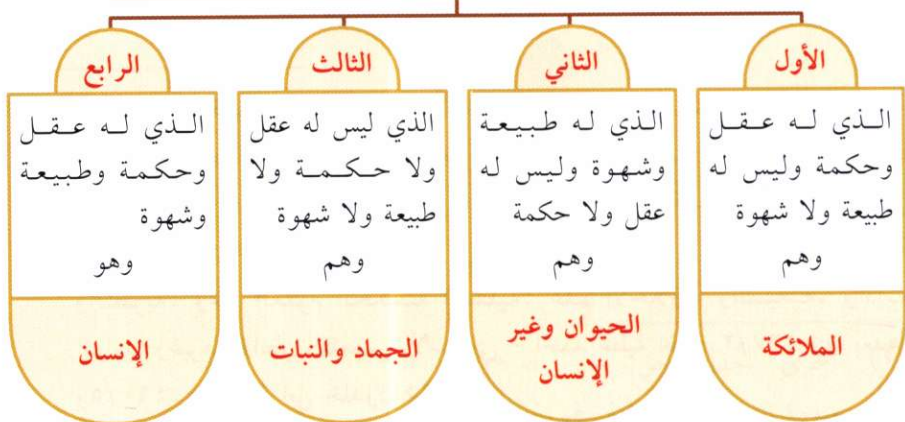 الأول
الذي له عقل
وحكمة وليس له
طبيعة ولا شهوة
وهم
الملائكة
الثاني
الذي له طبيعة
وشهوة وليس له
عقل ولا حكمة
وهم
الحيوان وغير
الإنسان
الثالث
الذي ليس له عقل
ولا حكمة ولا
طبيعة ولا شهوة
وهم
الجماد والنبات
الرابع
الذي له عقل
وحكمة وطبيعة
وشهوة
وهو
الإنسان